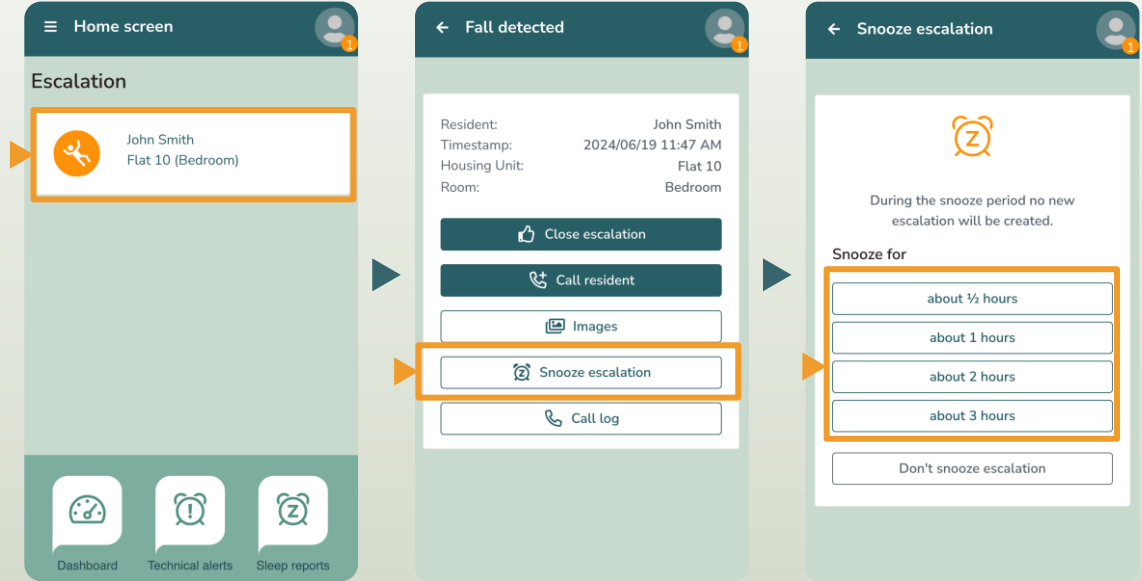 Home screen
1
Escalation
John Smith
Flat 10 (Bedroom)
Dashboard
Technical alerts
Sleep reports
Fall detected
1
Resident: John Smith
Timestamp: 2024/06/19 11:47 AM
Housing Unit: Flat 10
Room: Bedroom
Close escalation
Call resident
Images
Z Snooze escalation
Call log
Snooze escalation
1
Z
During the snooze period no new
escalation will be created.
Snooze for
about ½ hours
about 1 hours
about 2 hours
about 3 hours
Don't snooze escalation